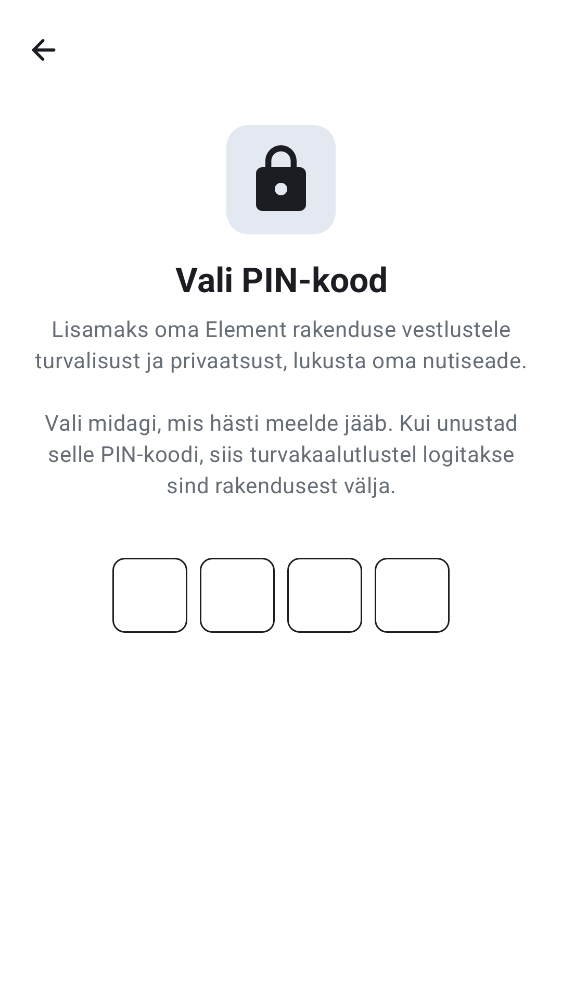 Vali PIN-kood
Lisamaks oma Element rakenduse vestlustele
turvalisust ja privaatsust, lukusta oma nutiseade.
Vali midagi, mis hästi meelde jääb. Kui unustad
selle PIN-koodi, siis turvakaalutlustel logitakse
sind rakendusest välja.